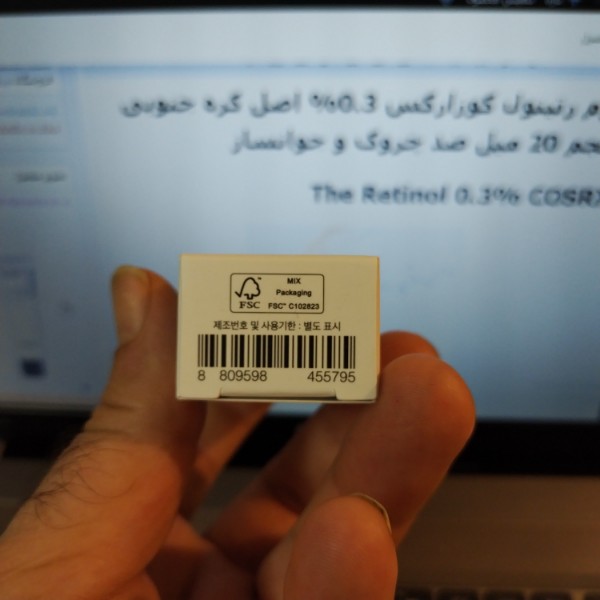 رتینول کوزارکس 0.3% اصل کره جنوبی
حجم 20 میل ضد چروک و جوانساز
The Retinol 0.3% COSRX
MIX
Packaging
FSC™ C102823
FSC
제조번호 및 사용기한 : 별도 표시
8 809598 455795